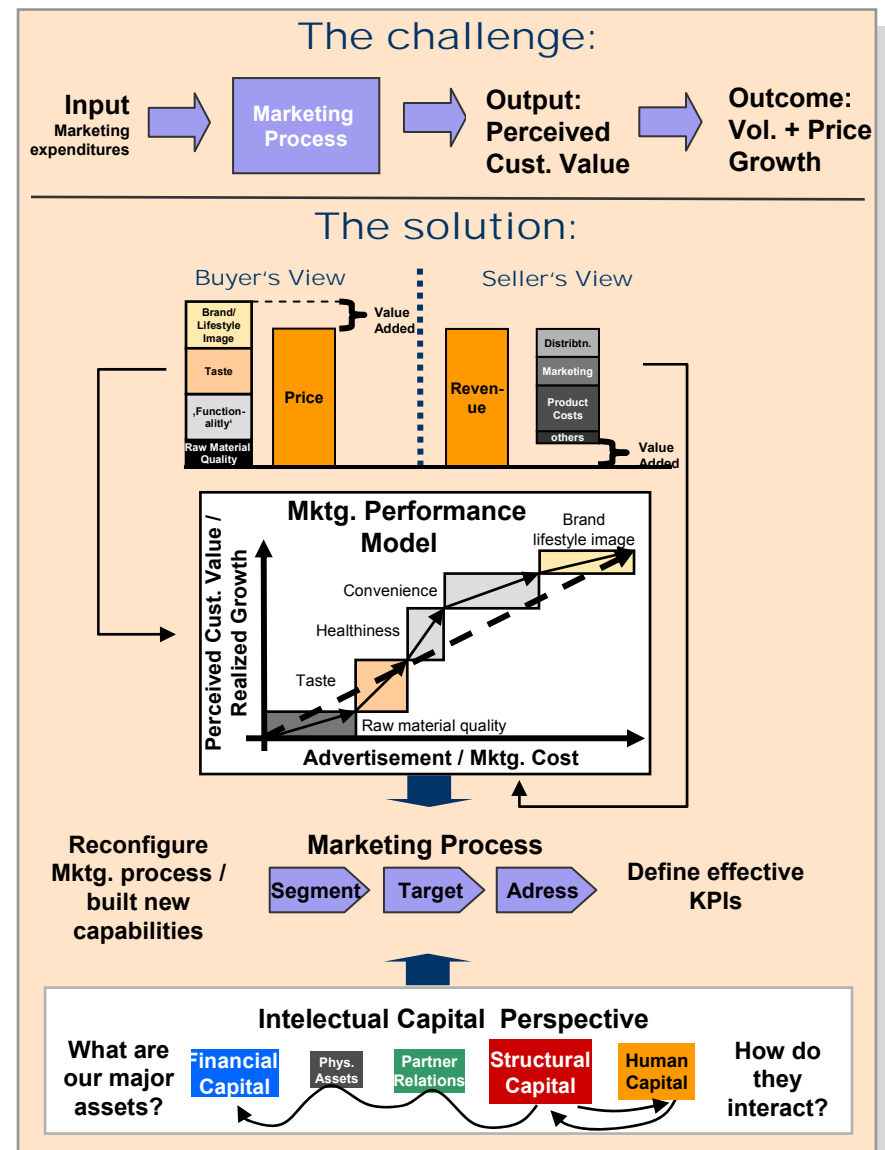 The challenge:
Input
Marketing
expenditures
Marketing
Process
Output:
Perceived
Cust. Value
Outcome:
Vol. + Price
Growth
The solution:
Buyer's View
Seller's View
Brand/
Lifestyle
Image
Taste
‚Function-
alitly'
Raw Material
Quality
Price
Value
Added
Reven-
ue
Distribtn.
Marketing
Product
Costs
others
Value
Added
Mktg. Performance
Model
Perceived Cust. Value /
Realized Growth
Brand
lifestyle image
Convenience
Healthiness
Taste
Raw material quality
Advertisement / Mktg. Cost
Reconfigure
Mktg. process /
built new
capabilities
Marketing Process
Segment
Target
Adress
Define effective
KPIs
Intelectual Capital Perspective
What are
our major
assets?
Financial
Capital
Phys.
Assets
Partner
Relations
Structural
Capital
Human
Capital
How do
they
interact?